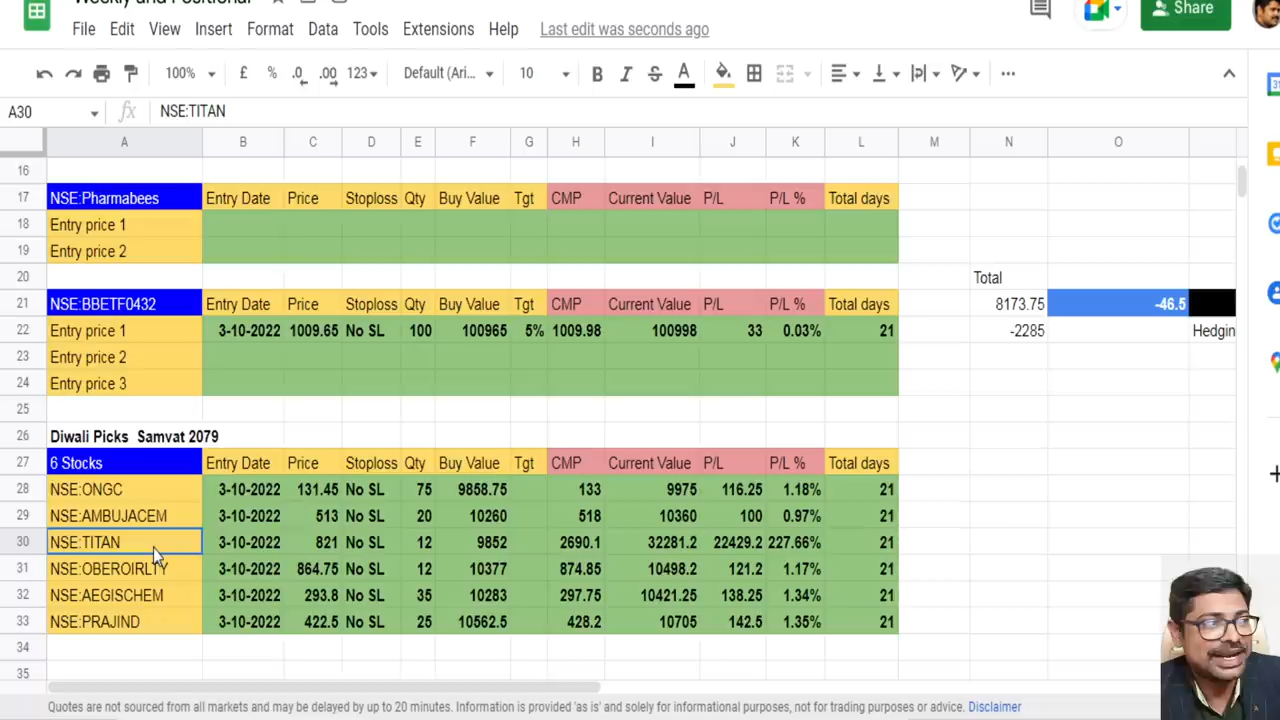 Weekly and Positional
File Edit View Insert Format Data Tools Extensions Help Last edit was seconds ago Share
100% £ % .0 .00 123 Default (Ari... 10 B I S A ...
A30 fx NSE:TITAN
A B C D E F G H I J K L M N O
16
17 NSE:Pharmabees Entry Date Price Stoploss Qty Buy Value Tgt CMP Current Value P/L P/L % Total days
18 Entry price 1
19 Entry price 2
20 Total
21 NSE:BBETF0432 Entry Date Price Stoploss Qty Buy Value Tgt CMP Current Value P/L P/L % Total days 8173.75 -46.5
22 Entry price 1 3-10-2022 1009.65 No SL 100 100965 5% 1009.98 100998 33 0.03% 21 -2285 Hedgin
23 Entry price 2
24 Entry price 3
25
26 Diwali Picks Samvat 2079
27 6 Stocks Entry Date Price Stoploss Qty Buy Value Tgt CMP Current Value P/L P/L % Total days
28 NSE:ONGC 3-10-2022 131.45 No SL 75 9858.75 133 9975 116.25 1.18% 21
29 NSE:AMBUJACEM 3-10-2022 513 No SL 20 10260 518 10360 100 0.97% 21
30 NSE:TITAN 3-10-2022 821 No SL 12 9852 2690.1 32281.2 22429.2 227.66% 21
31 NSE:OBEROIRLTY 3-10-2022 864.75 No SL 12 10377 874.85 10498.2 121.2 1.17% 21
32 NSE:AEGISCHEM 3-10-2022 293.8 No SL 35 10283 297.75 10421.25 138.25 1.34% 21
33 NSE:PRAJIND 3-10-2022 422.5 No SL 25 10562.5 428.2 10705 142.5 1.35% 21
34
35
Quotes are not sourced from all markets and may be delayed by up to 20 minutes. Information is provided 'as is' and solely for informational purposes, not for trading purposes or advice. Disclaimer